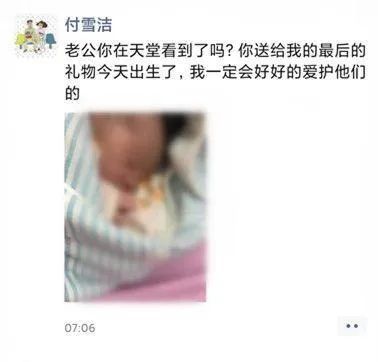 付雪洁
老公你在天堂看到了吗?你送给我的最后的
礼物今天出生了,我一定会好好的爱护他们
的
07:06